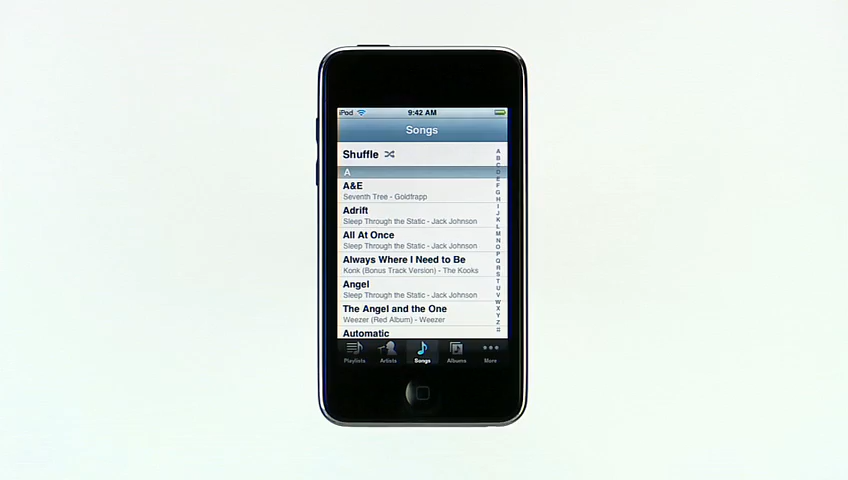 iPod 9:42 AM
Songs
Shuffle
A
A&E
Seventh Tree - Goldfrapp
Adrift
Sleep Through the Static - Jack Johnson
All At Once
Sleep Through the Static - Jack Johnson
Always Where I Need to Be
Konk (Bonus Track Version) - The Kooks
Angel
Sleep Through the Static - Jack Johnson
The Angel and the One
Weezer (Red Album) - Weezer
Automatic
A
B
C
D
E
F
G
H
I
J
K
L
M
N
O
P
Q
R
S
T
U
V
W
X
Y
Z
#
Playlists Artists Songs Albums More